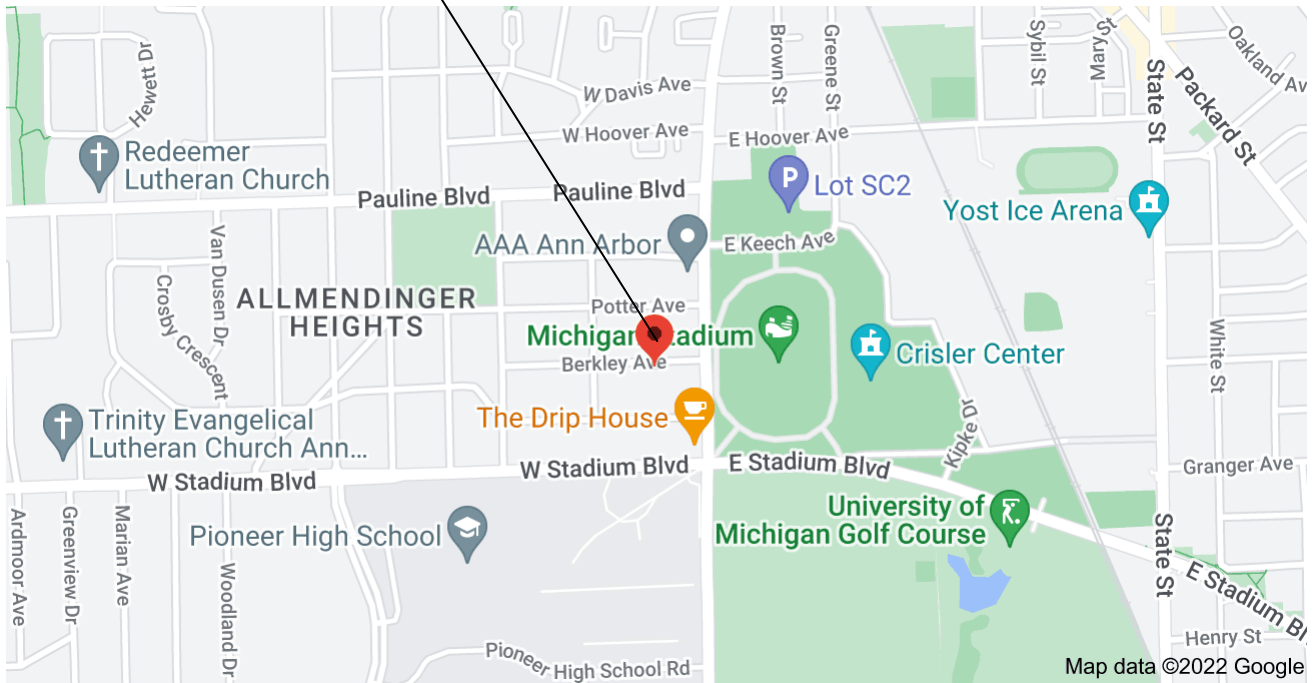 Hewett Dr
W Davis Ave
Brown St
Greene St
Sybil St
Mary St
Oakland Av
State St
Packard St
W Hoover Ave
E Hoover Ave
Redeemer
Lutheran Church
Pauline Blvd
Pauline Blvd
P
Lot SC2
Yost Ice Arena
AAA Ann Arbor
E Keech Ave
Van Dusen Dr
Crosby Crescent
ALLMENDINGER
HEIGHTS
Potter Ave
Michigan Stadium
Berkley Ave
Crisler Center
White St
The Drip House
Trinity Evangelical
Lutheran Church Ann...
Kipke Dr
W Stadium Blvd
W Stadium Blvd
E Stadium Blvd
Granger Ave
Ardmoor Ave
Greenview Dr
Marian Ave
Woodland Dr
Pioneer High School
University of
Michigan Golf Course
State St
E Stadium Bl
Henry St
Pioneer High School Rd
Map data ©2022 Google